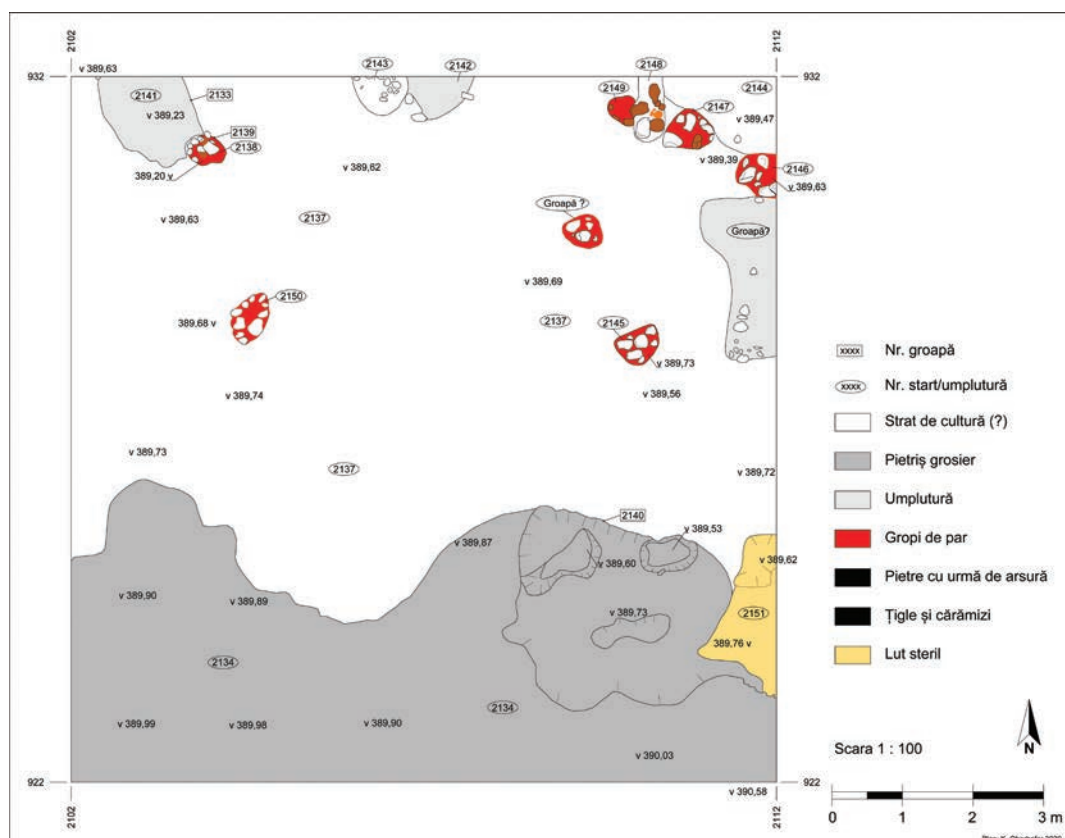 2102
2112
v 389,63
932
932
2143
2142
2148
2144
2141
2133
v 389,23
2149
2147
v 389,47
2139
2138
389,20 v
v 389,62
v 389,39
2146
v 389,63
v 389,63
2137
Groapă ?
Groapă?
v 389,69
2150
389,68 v
2137
2145
v 389,73
v 389,74
v 389,56
v 389,73
2137
v 389,72
2140
v 389,53
v 389,87
v 389,60
v 389,62
v 389,90
v 389,89
v 389,73
2151
389,76 v
2134
2134
v 389,99
v 389,98
v 389,90
v 390,03
922
922
v 390,58
2102
2112
xxxx Nr. groapă
xxxx Nr. start/umplutură
Strat de cultură (?)
Pietriș grosier
Umplutură
Gropi de par
Pietre cu urmă de arsură
Țigle și cărămizi
Lut steril
Scara 1 : 100
N
0 1 2 3 m